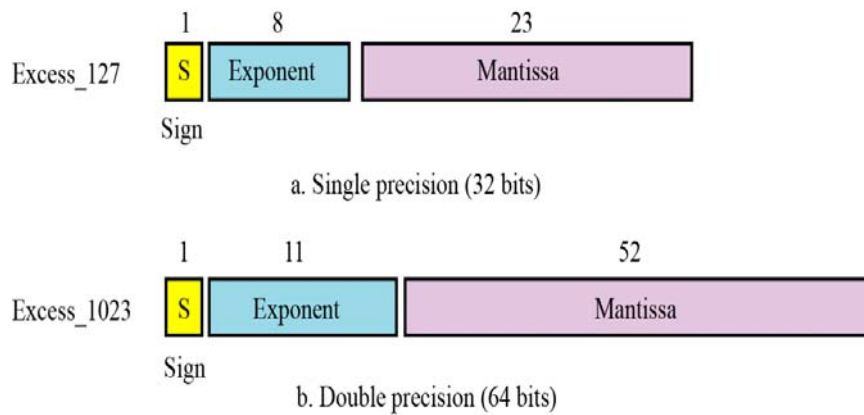 1 8 23
Excess_127 S Exponent Mantissa
Sign
a. Single precision (32 bits)
1 11 52
Excess_1023 S Exponent Mantissa
Sign
b. Double precision (64 bits)